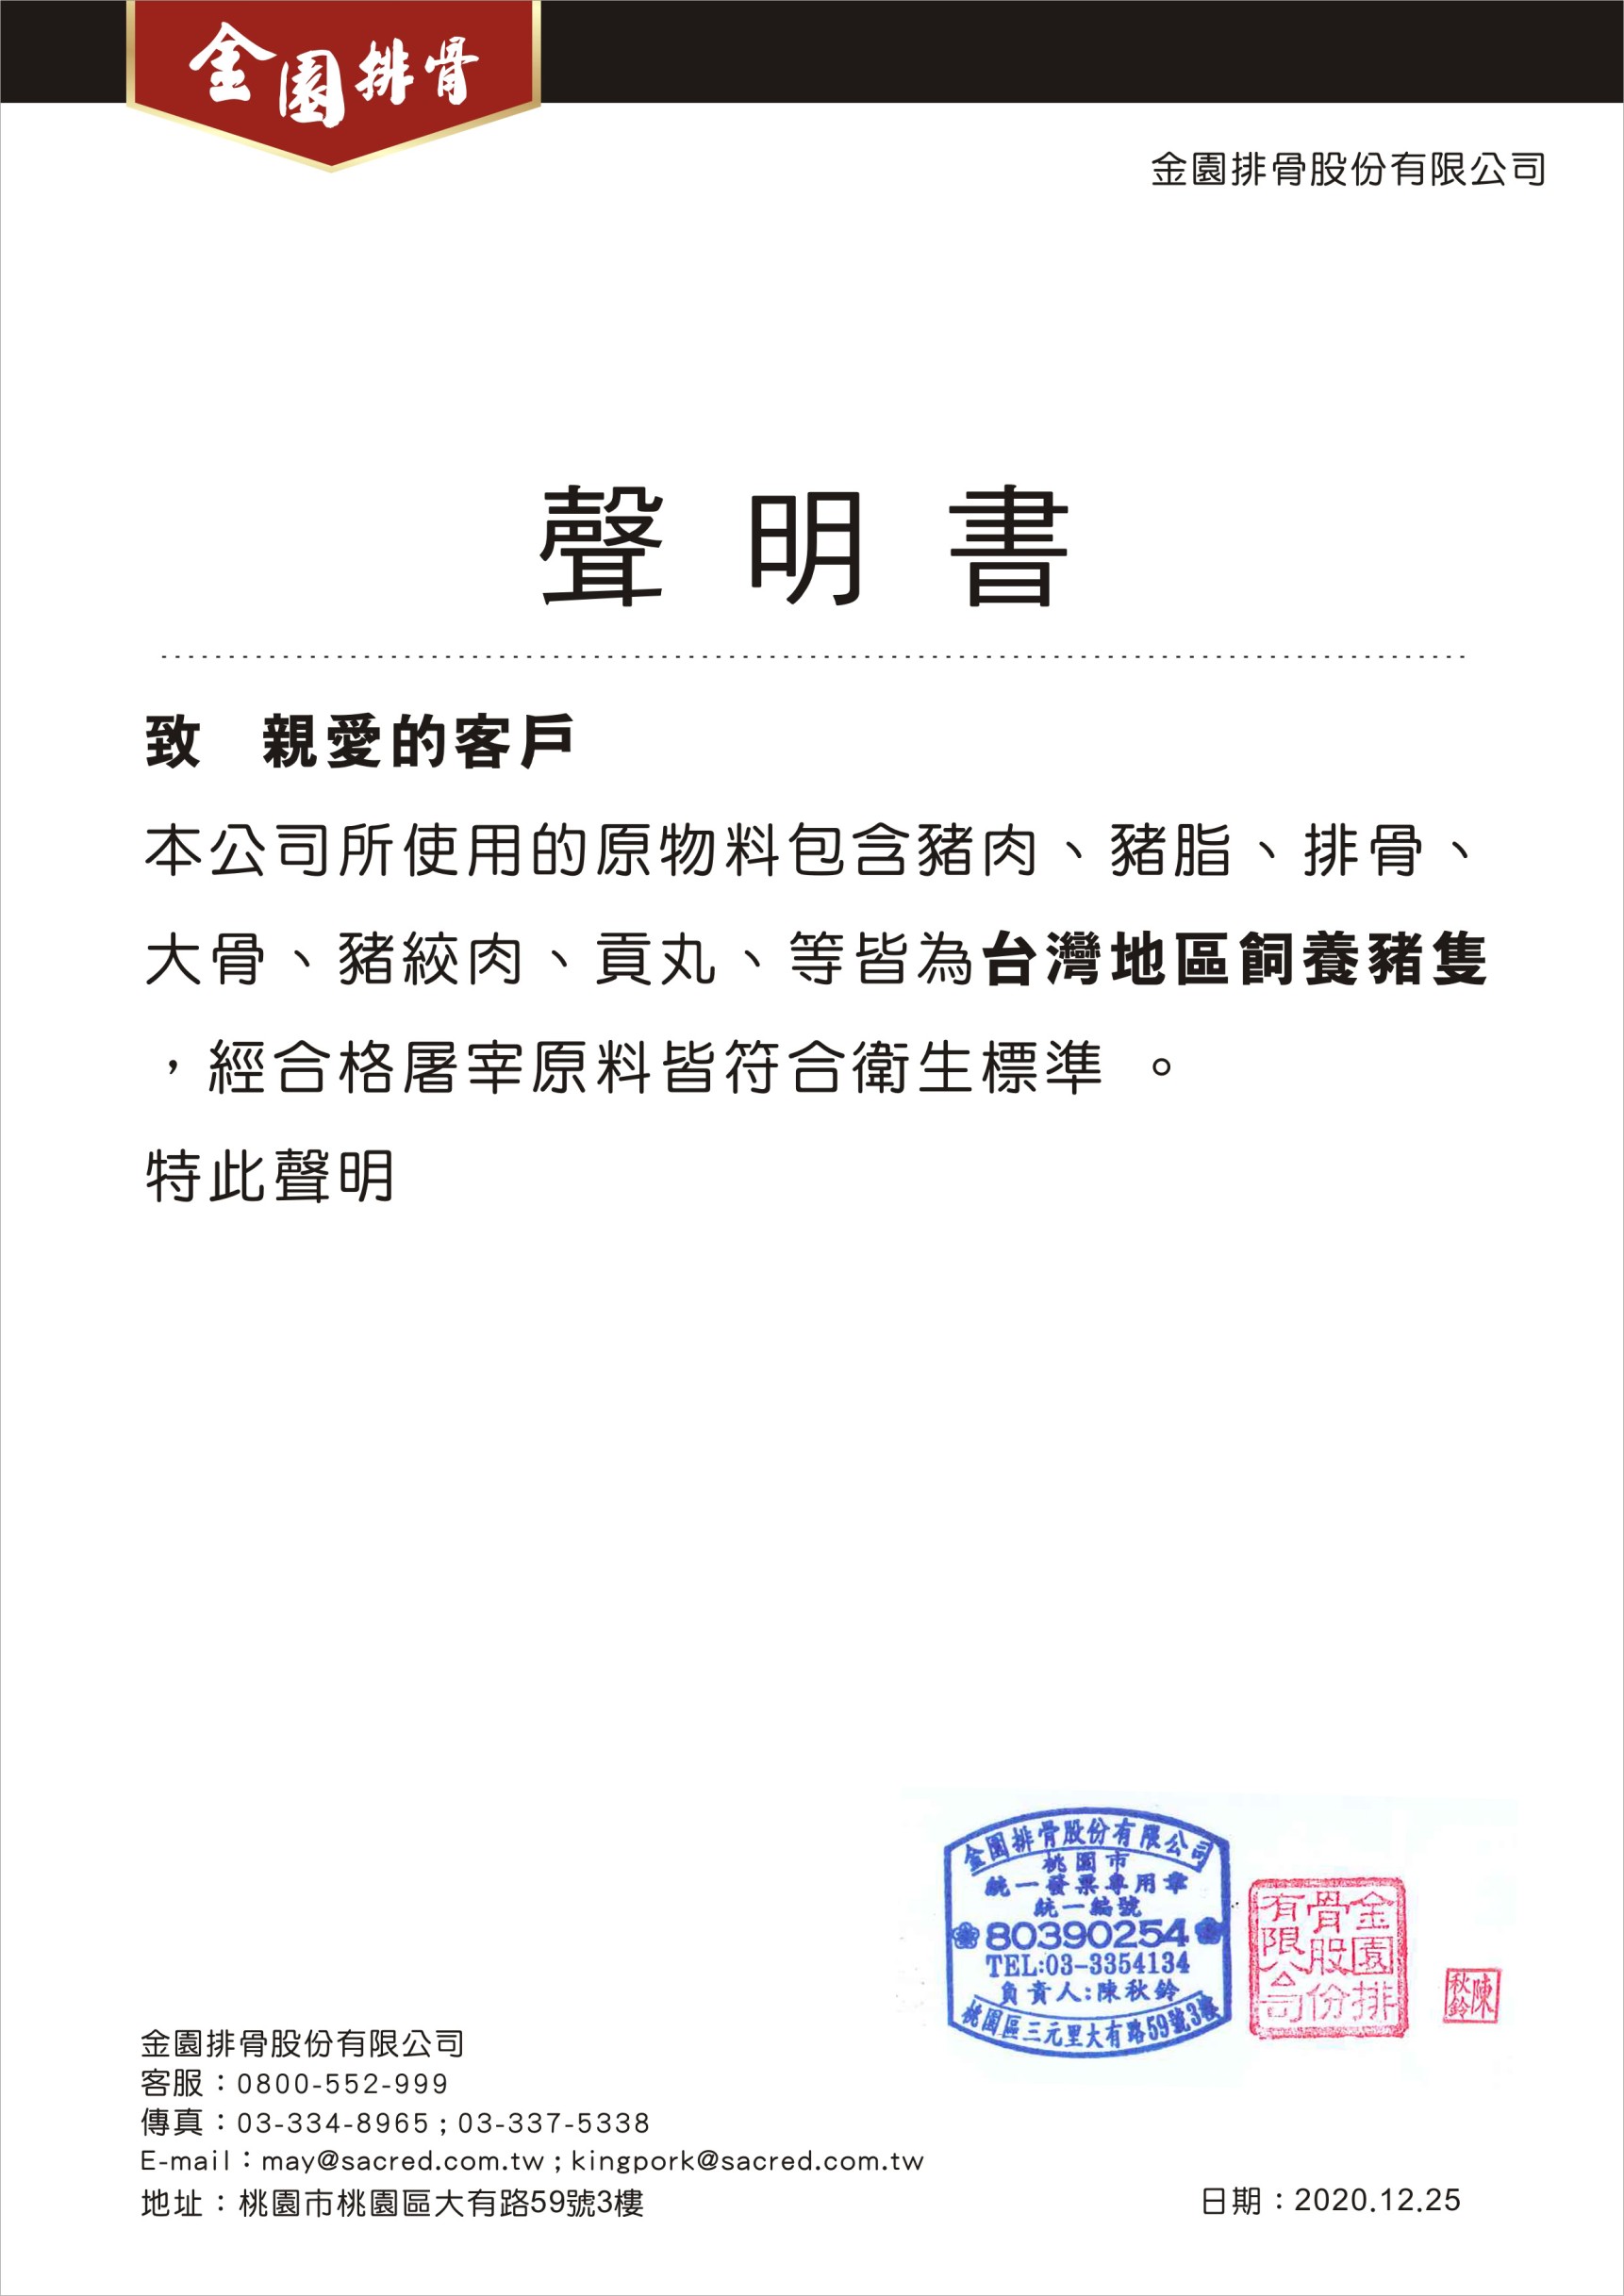 金園排骨
金園排骨股份有限公司
聲明書
致　親愛的客戶
本公司所使用的原物料包含豬肉、豬脂、排骨、
大骨、豬絞肉、貢丸、等皆為台灣地區飼養豬隻
，經合格屠宰原料皆符合衛生標準 。
特此聲明
金園排骨股份有限公司
桃園市
統一發票專用章
統一編號
80390254
TEL:03-3354134
負責人:陳秋鈴
桃園區三元里大有路59號3樓
金園排
骨股份
有限公司
陳
秋鈴
金園排骨股份有限公司
客服：0800-552-999
傳真：03-334-8965；03-337-5338
E-mail：may@sacred.com.tw；kingpork@sacred.com.tw
地址：桃園市桃園區大有路59號3樓
日期：2020.12.25